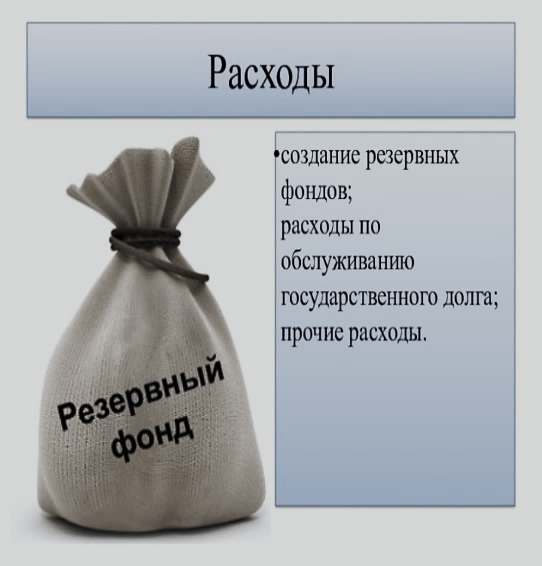 Расходы
•создание резервных
фондов;
расходы по
обслуживанию
государственного долга;
прочие расходы.
Резервный
фонд